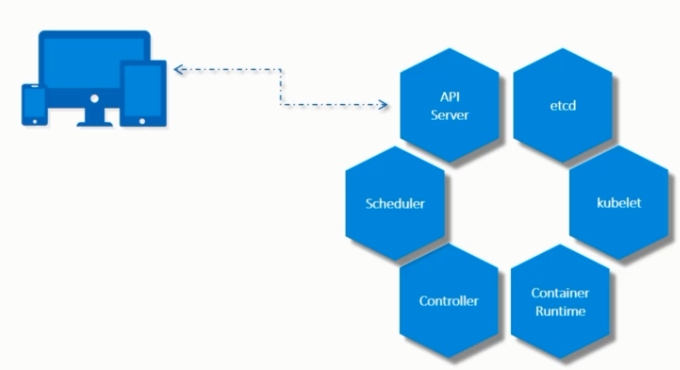 API
Server
etcd
Scheduler
kubelet
Controller
Container
Runtime